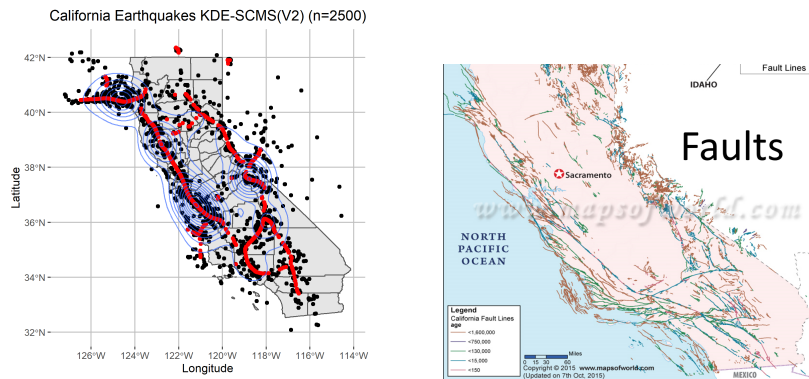 California Earthquakes KDE-SCMS(V2) (n=2500)
42°N
40°N
38°N
36°N
34°N
32°N
Latitude
126°W 124°W 122°W 120°W 118°W 116°W 114°W
Longitude
Fault Lines
IDAHO
Faults
Sacramento
www.mapsofworld.com
NORTH
PACIFIC
OCEAN
Legend
California Fault Lines
age
<1,600,000
<750,000
<130,000
<15,000
<150
0 15 30 60 Miles
Copyright © 2015 www.mapsofworld.com
(Updated on 7th Oct, 2015)
MEXICO